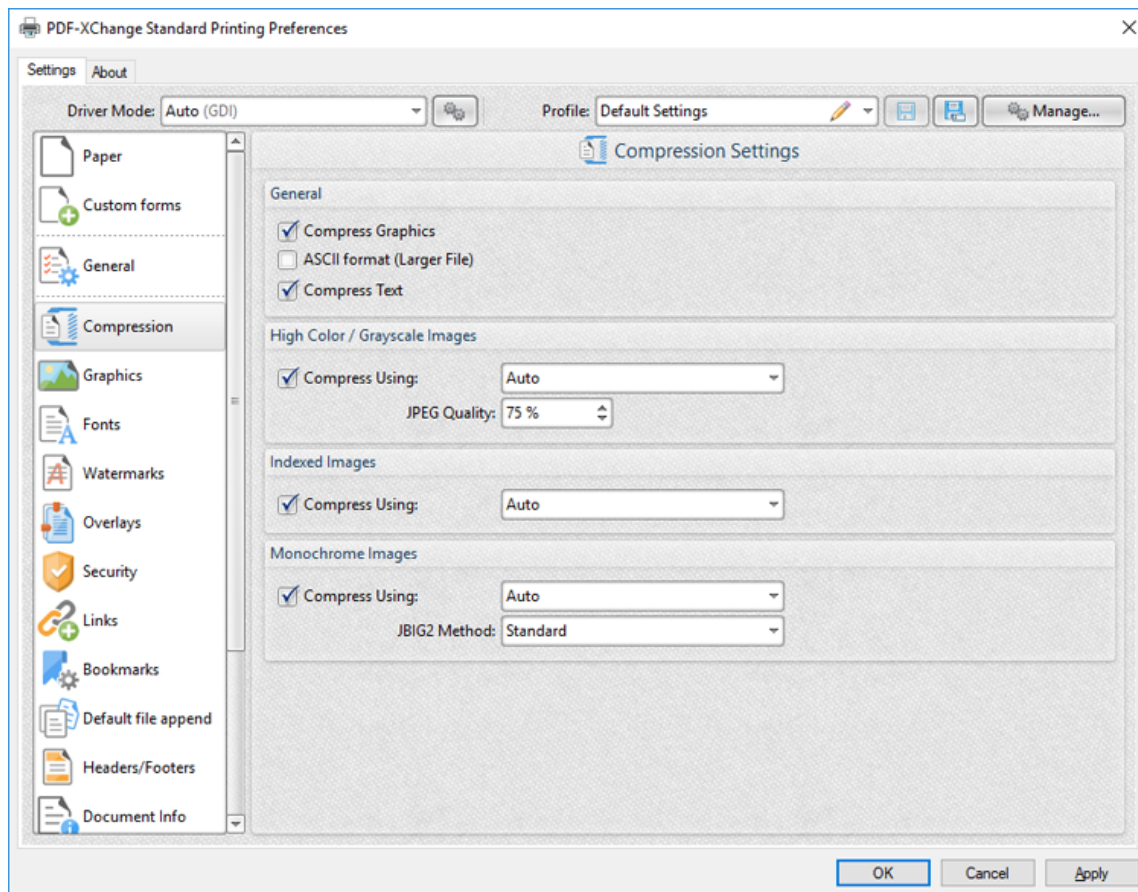 PDF-XChange Standard Printing Preferences
Settings About
Driver Mode: Auto (GDI) Profile: Default Settings Manage...
Paper
Custom forms
General
Compression
Graphics
Fonts
Watermarks
Overlays
Security
Links
Bookmarks
Default file append
Headers/Footers
Document Info
Compression Settings
General
Compress Graphics
ASCII format (Larger File)
Compress Text
High Color / Grayscale Images
Compress Using: Auto
JPEG Quality: 75 %
Indexed Images
Compress Using: Auto
Monochrome Images
Compress Using: Auto
JBIG2 Method: Standard
OK Cancel Apply